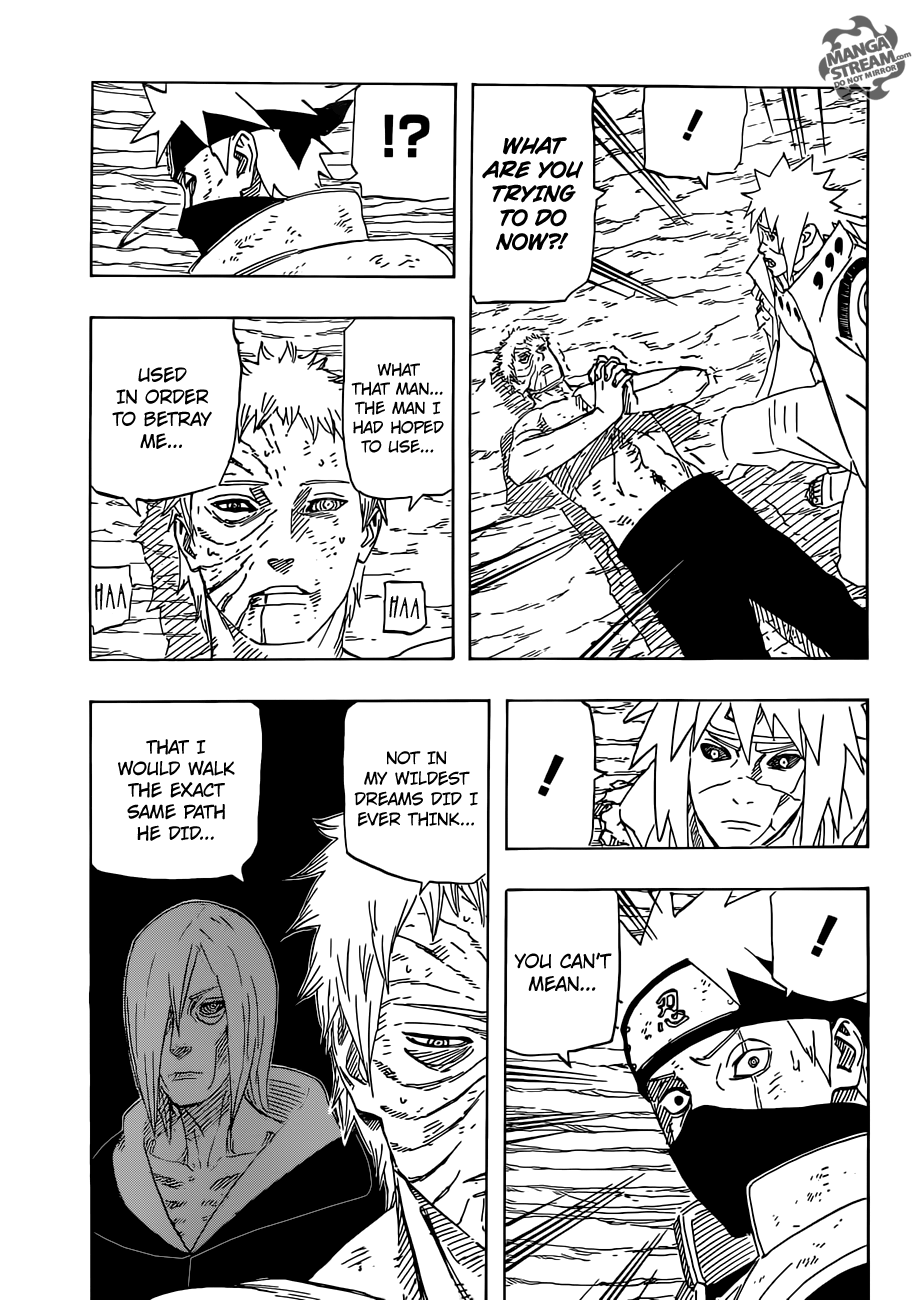 MANGA
STREAM.com
DO NOT MIRROR
!
WHAT
ARE YOU
TRYING
TO DO
NOW?!
!?
WHAT
THAT MAN...
THE MAN I
HAD HOPED
TO USE...
USED
IN ORDER
TO BETRAY
ME...
HAA
HAA
!
!
YOU CAN'T
MEAN...
忍
NOT IN
MY WILDEST
DREAMS DID I
EVER THINK...
THAT I
WOULD WALK
THE EXACT
SAME PATH
HE DID...